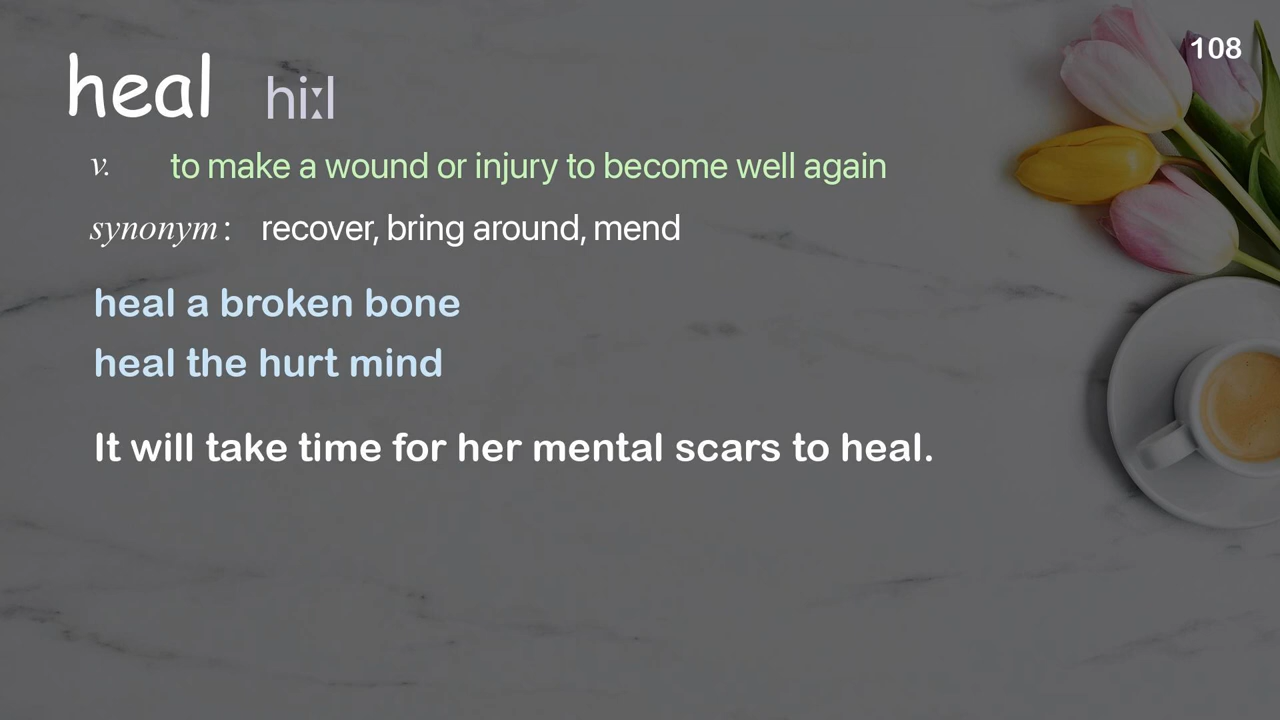 108
heal hiːl
v. to make a wound or injury to become well again
synonym : recover, bring around, mend
heal a broken bone
heal the hurt mind
It will take time for her mental scars to heal.